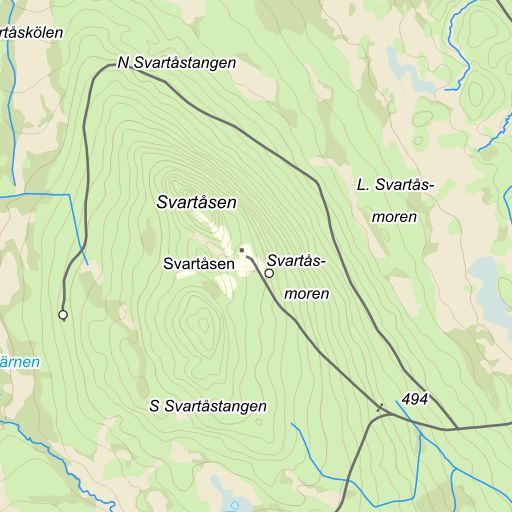 rtåskölen
N Svartåstangen
L. Svartås-
moren
Svartåsen
Svartåsen
Svartås-
moren
ärnen
S Svartåstangen
494